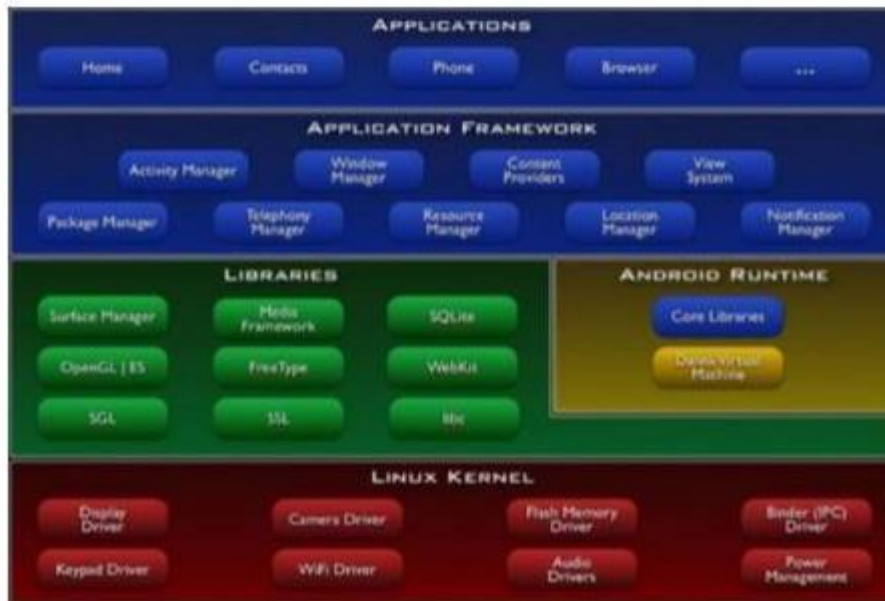 APPLICATIONS
Home
Contacts
Phone
Browser
...
APPLICATION FRAMEWORK
Activity Manager
Window
Manager
Content
Providers
View
System
Package Manager
Telephony
Manager
Resource
Manager
Location
Manager
Notification
Manager
LIBRARIES
Surface Manager
Media
Framework
SQLite
OpenGL | ES
FreeType
WebKit
SGL
SSL
libc
ANDROID RUNTIME
Core Libraries
Dalvik Virtual
Machine
LINUX KERNEL
Display
Driver
Camera Driver
Flash Memory
Driver
Binder (IPC)
Driver
Keypad Driver
WiFi Driver
Audio
Drivers
Power
Management